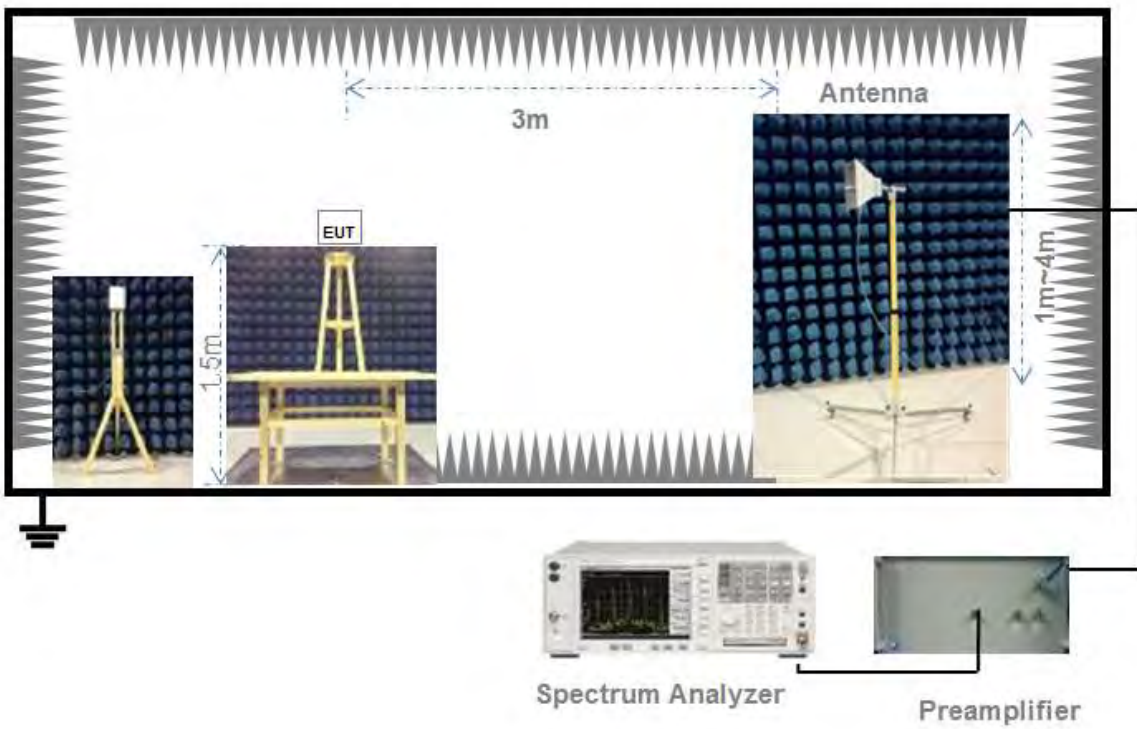 Antenna
3m
EUT
1.5m
1m~4m
Spectrum Analyzer
Preamplifier